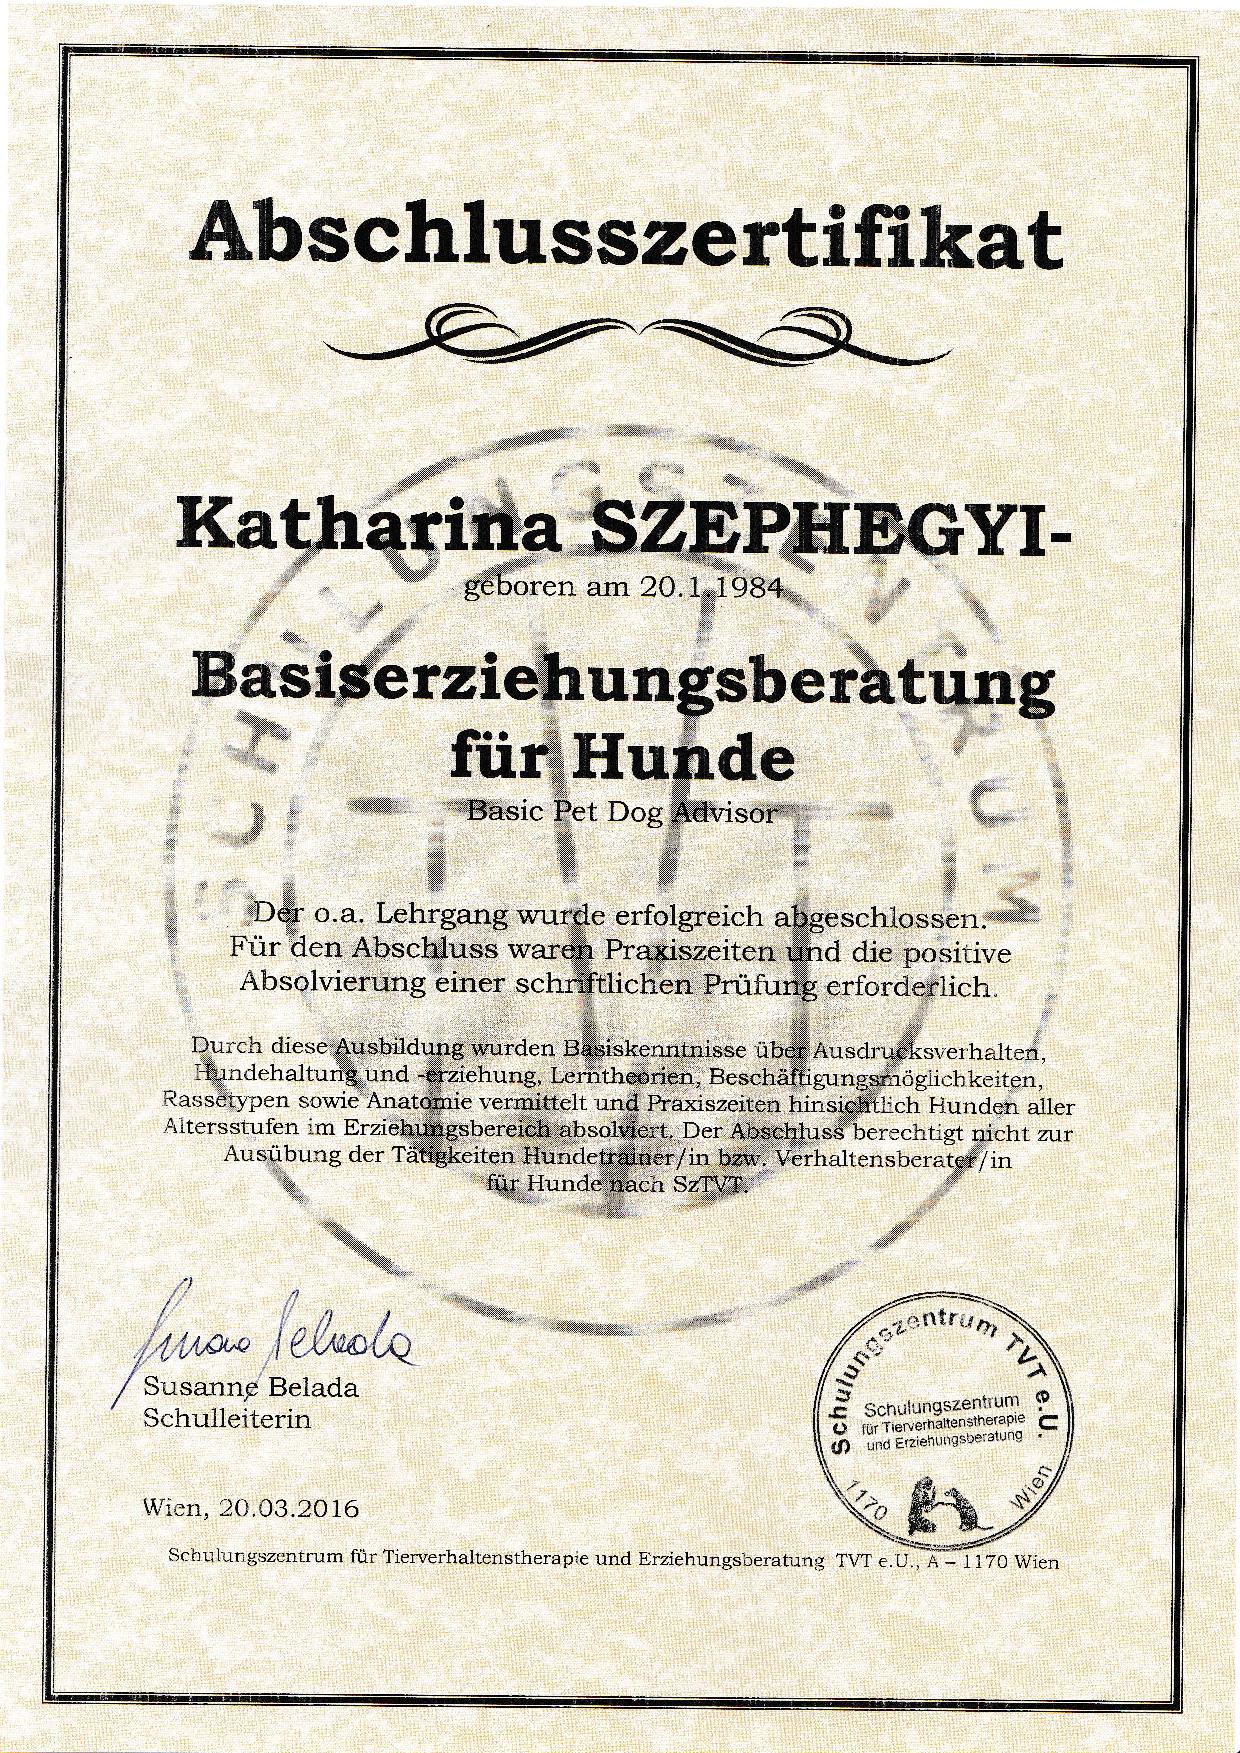 Abschlusszertifikat
Katharina SZEPHEGYI-
geboren am 20.1.1984
Basiserziehungsberatung
für Hunde
Basic Pet Dog Advisor
Der o.a. Lehrgang wurde erfolgreich abgeschlossen.
Für den Abschluss waren Praxiszeiten und die positive
Absolvierung einer schriftlichen Prüfung erforderlich.
Durch diese Ausbildung wurden Basiskenntnisse über Ausdrucksverhalten,
Hundehaltung und -erziehung, Lerntheorien, Beschäftigungsmöglichkeiten,
Rassetypen sowie Anatomie vermittelt und Praxiszeiten hinsichtlich Hunden aller
Altersstufen im Erziehungsbereich absolviert. Der Abschluss berechtigt nicht zur
Ausübung der Tätigkeiten Hundetrainer/in bzw. Verhaltensberater/in
für Hunde nach SzTVT.
SCHULUNGSZENTRUM
TVT
Susanne Belada
Susanne Belada
Schulleiterin
Wien, 20.03.2016
Schulungszentrum TVT e.U.
Schulungszentrum
für Tierverhaltenstherapie
und Erziehungsberatung
1170 Wien
Schulungszentrum für Tierverhaltenstherapie und Erziehungsberatung TVT e.U., A – 1170 Wien